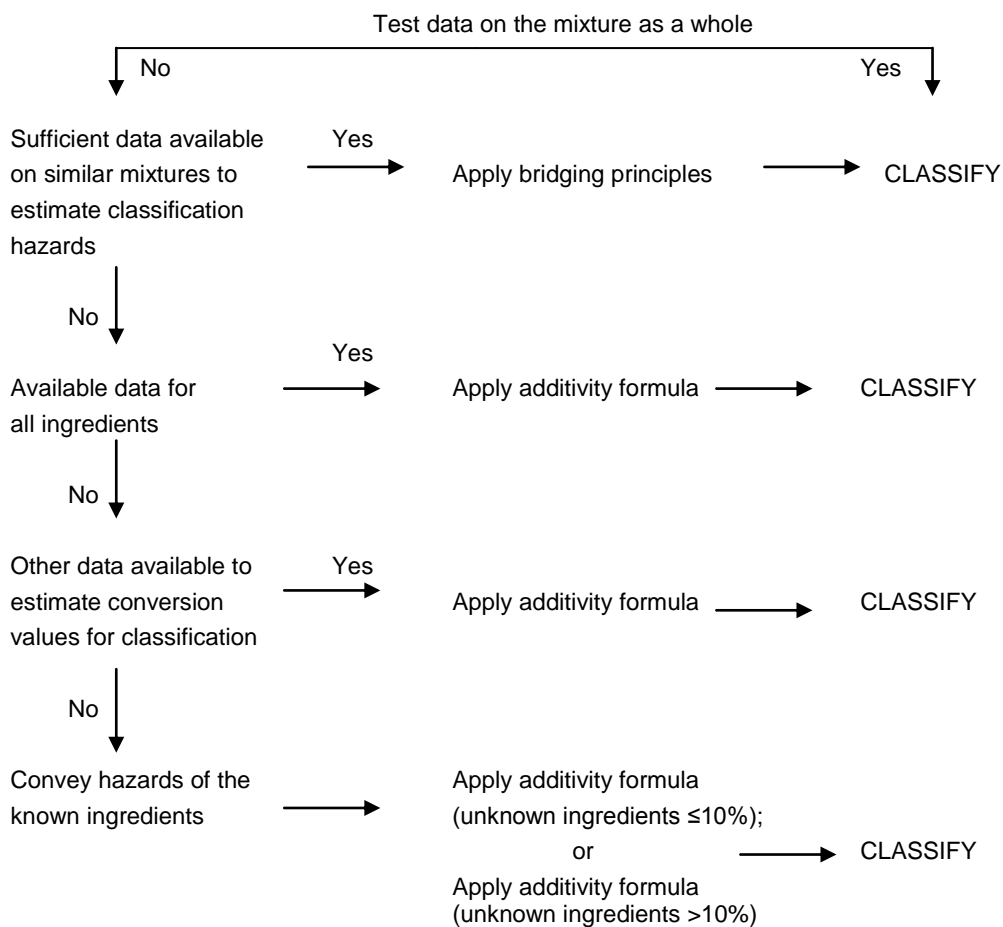 Test data on the mixture as a whole
No
Yes
Sufficient data available
on similar mixtures to
estimate classification
hazards
Yes
Apply bridging principles
CLASSIFY
No
Available data for
all ingredients
Yes
Apply additivity formula
CLASSIFY
No
Other data available to
estimate conversion
values for classification
Yes
Apply additivity formula
CLASSIFY
No
Convey hazards of the
known ingredients
Apply additivity formula
(unknown ingredients ≤10%);
or
Apply additivity formula
(unknown ingredients >10%)
CLASSIFY